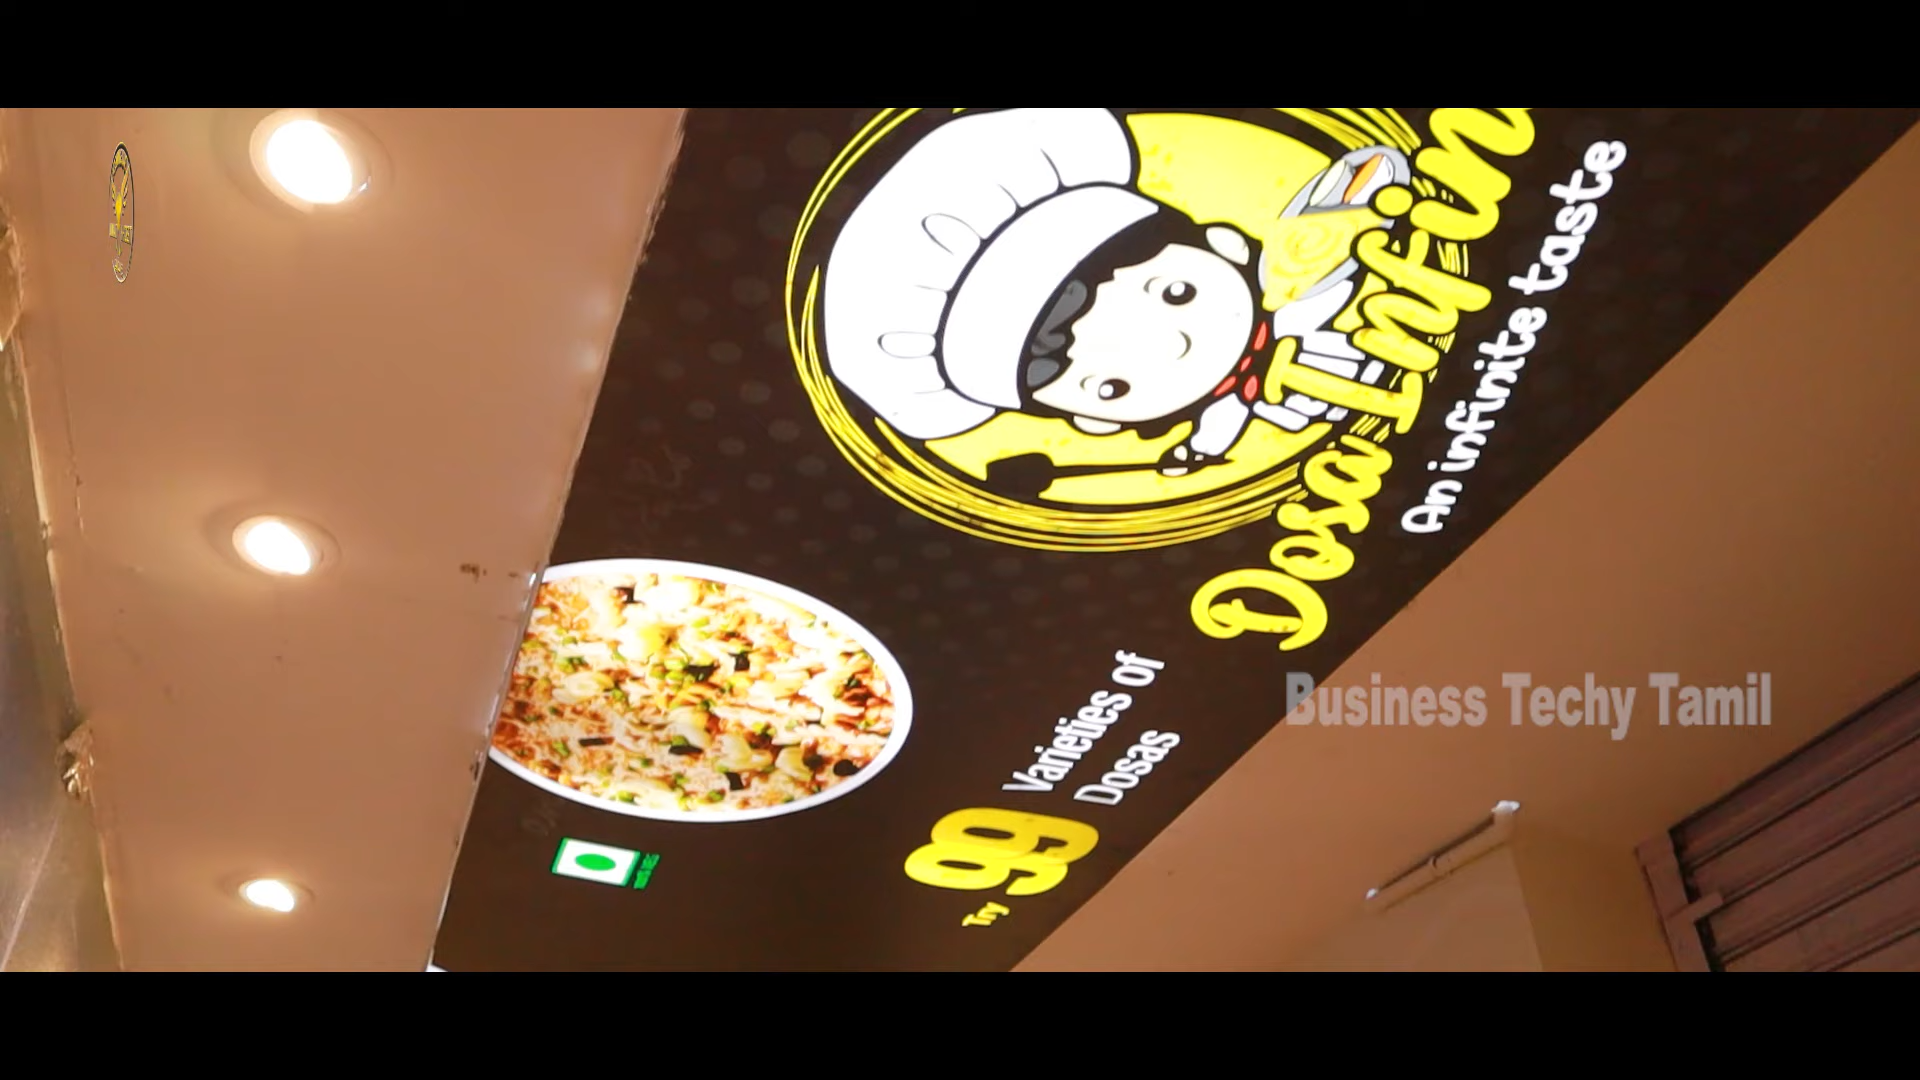 Dosa Infin
An infinite taste
Try 99 Varieties of
Dosas
Business Techy Tamil